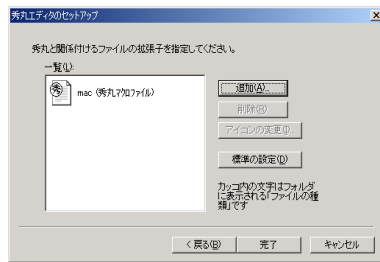 秀丸エディタのセットアップ
秀丸と関係付けるファイルの拡張子を指定してください。
一覧(L):
mac (秀丸マクロファイル)
追加(A)...
削除(R)
アイコンの変更(I)...
標準の設定(D)
カッコ内の文字はフォルダ
に表示される「ファイルの種
類」です
< 戻る(B)
完了
キャンセル